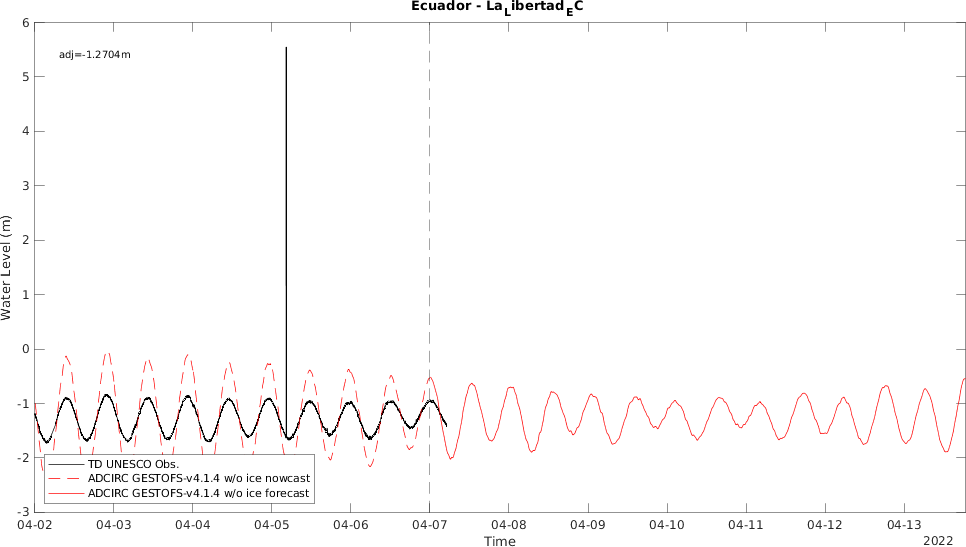 Ecuador - La_Libertad_EC
adj=-1.2704m
6
5
4
3
2
1
0
-1
-2
-3
Water Level (m)
TD UNESCO Obs.
ADCIRC GESTOFS-v4.1.4 w/o ice nowcast
ADCIRC GESTOFS-v4.1.4 w/o ice forecast
04-02 04-03 04-04 04-05 04-06 04-07 04-08 04-09 04-10 04-11 04-12 04-13
Time
2022